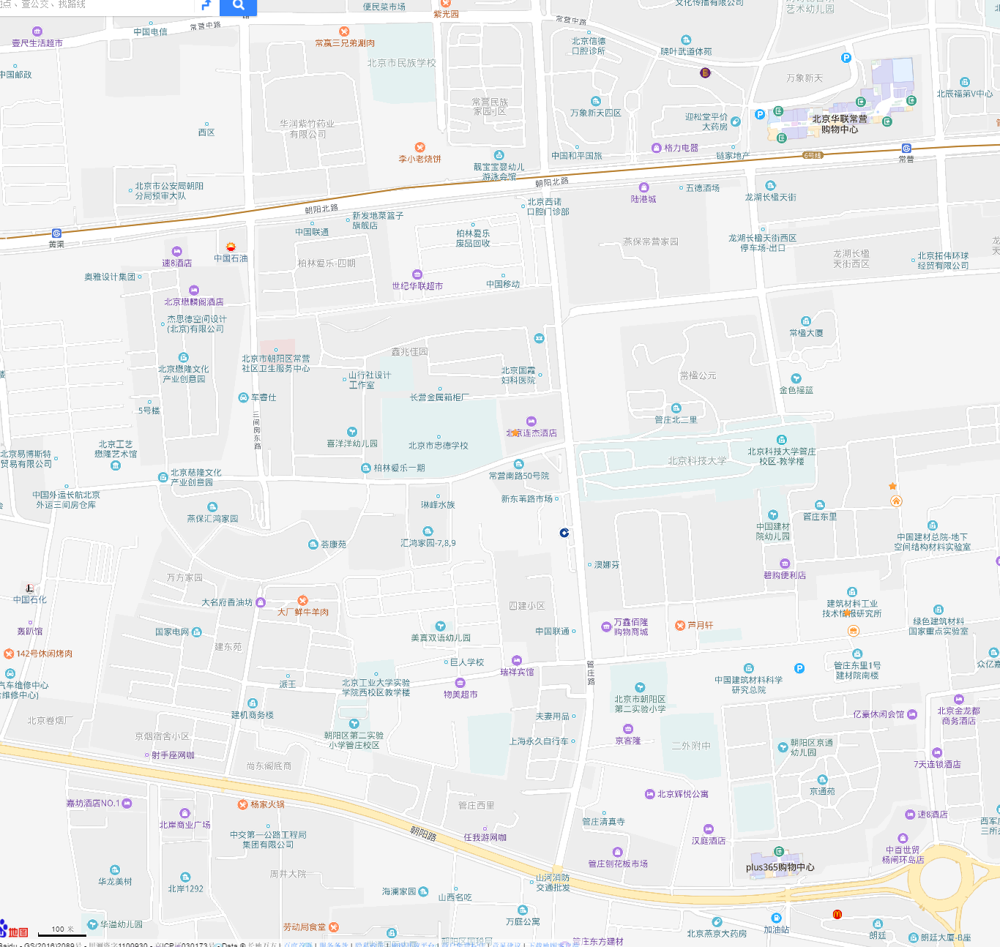 地点、查公交、找路线
便民菜市场
紫光园
文化传播有限公司
艺术幼儿园
中国电信
常营中路
常营中路
壹尺生活超市
常赢三兄弟涮肉
北京信德
口腔诊所
晓叶武道体苑
中国邮政
北京市民族学校
万象新天
北辰福第V中心
常营民族
家园-J区
万象新天四区
华润紫竹药业
有限公司
西区
迎松堂平价
大药房
北京华联常营
购物中心
李小老烧饼
格力电器
中国和平国旅
链家地产
6号线
常营
靓宝宝婴幼儿
游泳会馆
朝阳北路
北京市公安局朝阳
分局预审大队
陆港城
五德酒场
龙湖长楹天街
朝阳北路
北京西诺
口腔门诊部
新发地菜篮子
旗舰店
中国联通
柏林爱乐
废品回收
黄渠
燕保常营家园
龙湖长楹天街西区
停车场-出口
龙湖长楹
天街西区
北京拓伟环球
经贸有限公司
速8酒店
中国石油
柏林爱乐-四期
奥雅设计集团
世纪华联超市
中国移动
北京懋麟阁酒店
杰思德空间设计
(北京)有限公司
常楹大厦
鑫兆佳园
北京市朝阳区常营
社区卫生服务中心
北京懋隆文化
产业创意园
山行社设计
工作室
北京国霞
妇科医院
常楹公元
金色摇篮
5号楼
车睿仕
长营金属箱柜厂
管庄北二里
三间房东路
北京连杰酒店
喜洋洋幼儿园
北京市忠德学校
北京工艺
懋隆艺术馆
北京易博斯特
贸易有限公司
北京科技大学
北京科技大学管庄
校区-教学楼
北京慈隆文化
产业创意园
柏林爱乐一期
常营南路50号院
中国外运长航北京
外运三间房仓库
琳峰水族
新东苇路市场
燕保汇鸿家园
管庄东里
中国建材
院幼儿园
荟康苑
汇鸿家园-7,8,9
中国建材总院-地下
空间结构材料实验室
澳娜芬
碧购便利店
万方家园
中国石化
大名府香油坊
大厂鲜牛羊肉
四建小区
建筑材料工业
技术情报研究所
轰趴馆
国家电网
美真双语幼儿园
中国联通
万鑫佰隆
购物商城
芦月轩
绿色建筑材料
国家重点实验室
142号休闲烤肉
建东苑
巨人学校
瑞祥宾馆
管庄路
管庄东里1号
建材院南楼
众亿嘉
汽车维修中心
派王
北京工业大学实验
学院西校区教学楼
物美超市
中国建筑材料科学
研究总院
北京市朝阳区
第二实验小学
北京卷烟厂
建机商务楼
夫妻用品
亿豪休闲会馆
北京金龙都
商务酒店
京烟宿舍小区
朝阳区第二实验
小学管庄校区
上海永久自行车
京客隆
二外附中
朝阳区京通
幼儿园
射手座网咖
尚东阁底商
7天连锁酒店
京通苑
嘉坊酒店NO.1
杨家火锅
管庄西里
北京辉悦公寓
北岸商业广场
速8酒店
管庄清真寺
中交第一公路工程局
集团有限公司
朝阳路
任我游网咖
汉庭酒店
中百世贸
杨闸环岛店
管庄刨花板市场
plus365购物中心
华龙美树
北岸1292
周井大院
山河消防
交通批发
海澜家园
山西名吃
万庭公寓
华溢幼儿园
劳动局食堂
北京燕京大药房
加油站
朗廷
朗廷大厦-B座
管庄东方建材
100 米
地图